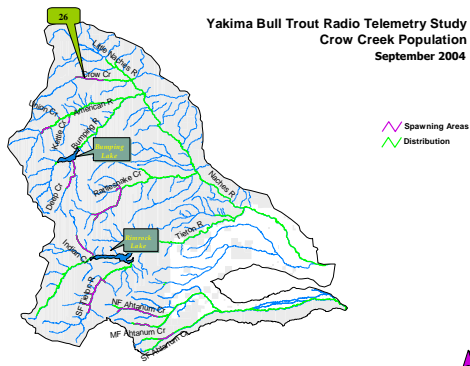 26
Yakima Bull Trout Radio Telemetry Study
Crow Creek Population
September 2004
Little Naches R
Crow Cr
Union Cr
American R
Kettle Cr
Bumping R
Bumping
Lake
Deep Cr
Rattlesnake Cr
Naches R
Spawning Areas
Distribution
Tieton R
Rimrock
Lake
Indian Cr
SF Tieton R
NF Ahtanum Cr
MF Ahtanum Cr
SF Ahtanum Cr